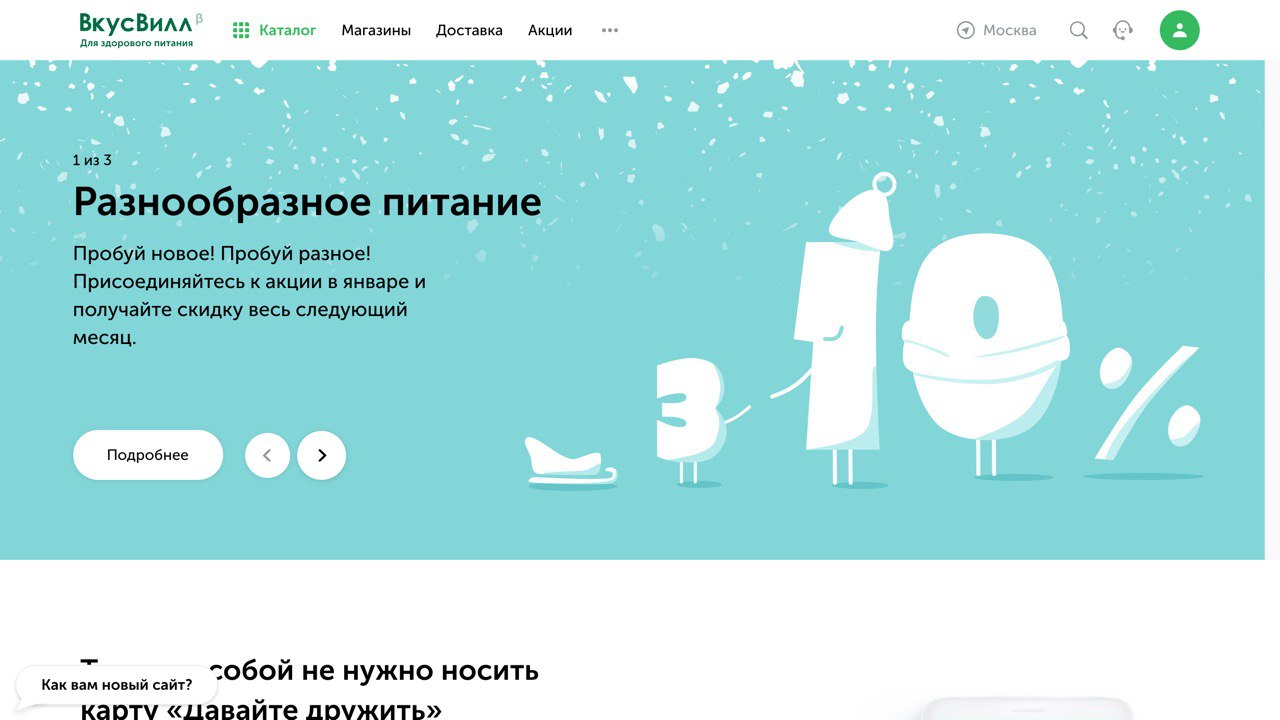 ВкусВилл β
Для здорового питания
Каталог
Магазины
Доставка
Акции
Москва
1 из 3
Разнообразное питание
Пробуй новое! Пробуй разное!
Присоединяйтесь к акции в январе и
получайте скидку весь следующий
месяц.
3 10 %
Подробнее
собой не нужно носить
Как вам новый сайт?
карту «Давайте дружить»